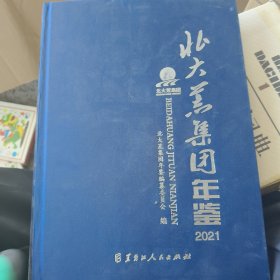 北大荒集团年鉴
2021
北大荒集团
BEIDAHUANG JITUAN NIANJIAN
北大荒集团年鉴编纂委员会 编
黑龙江人民出版社